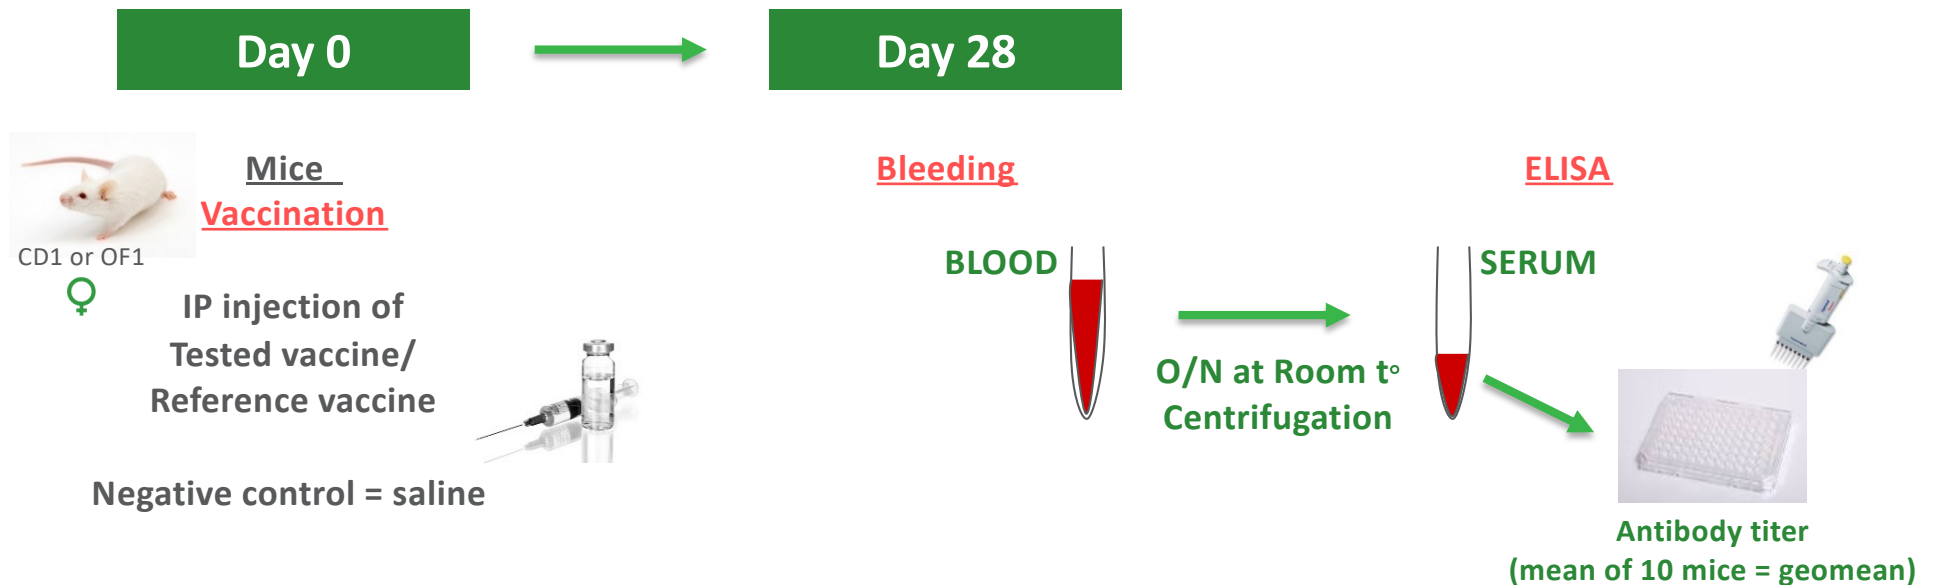 Day 0
Day 28
Mice
Vaccination
CD1 or OF1
♀
IP injection of
Tested vaccine/
Reference vaccine
Negative control = saline
Bleeding
BLOOD
O/N at Room t°
Centrifugation
ELISA
SERUM
Antibody titer
(mean of 10 mice = geomean)